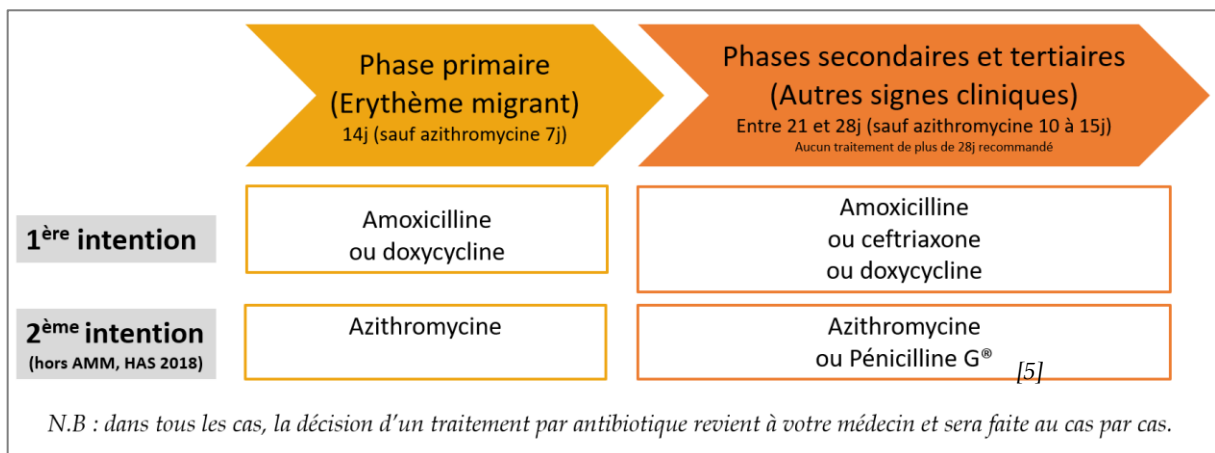 Phase primaire
(Erythème migrant)
14j (sauf azithromycine 7j)
Phases secondaires et tertiaires
(Autres signes cliniques)
Entre 21 et 28j (sauf azithromycine 10 à 15j)
Aucun traitement de plus de 28j recommandé
1ère intention
Amoxicilline
ou doxycycline
Amoxicilline
ou ceftriaxone
ou doxycycline
2ème intention
(hors AMM, HAS 2018)
Azithromycine
Azithromycine
ou Pénicilline G®
[5]
N.B : dans tous les cas, la décision d’un traitement par antibiotique revient à votre médecin et sera faite au cas par cas.